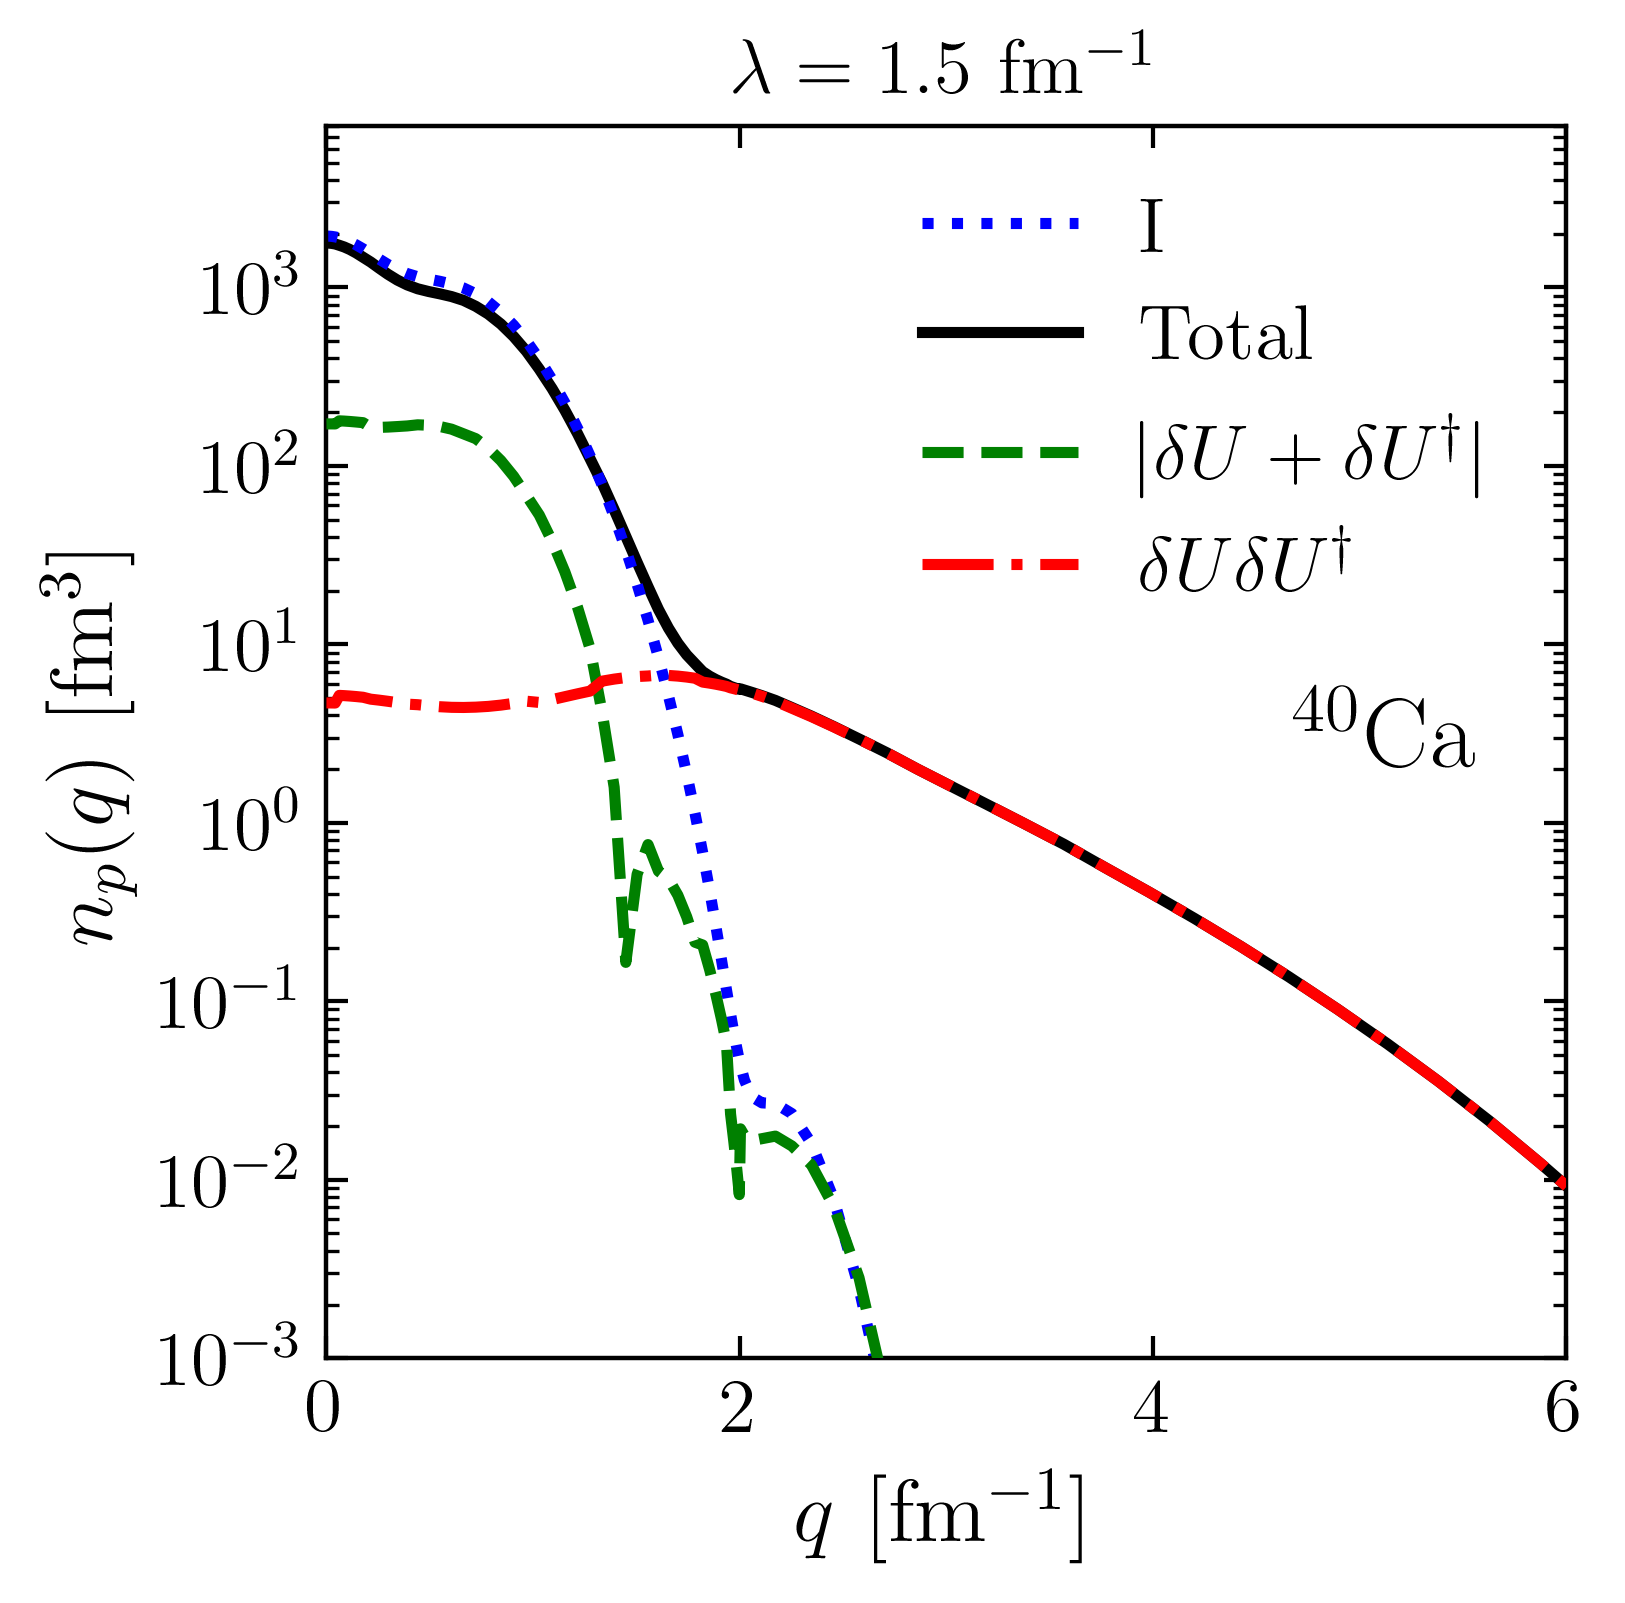 λ = 1.5 fm⁻¹
I
Total
|δU + δU†|
δUδU†
⁴⁰Ca
n_p(q) [fm³]
10³
10²
10¹
10⁰
10⁻¹
10⁻²
10⁻³
0 2 4 6
q [fm⁻¹]